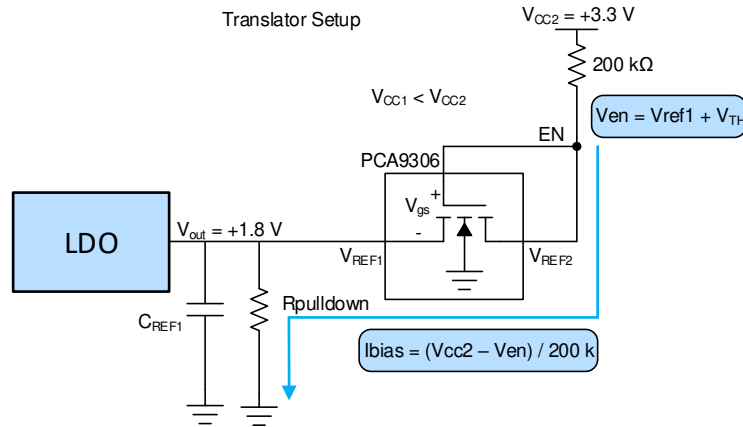 Translator Setup
VCC2 = +3.3 V
200 kΩ
VCC1 < VCC2
Ven = Vref1 + VTH
EN
PCA9306
+
Vgs
-
LDO
Vout = +1.8 V
VREF1
VREF2
Rpulldown
CREF1
Ibias = (Vcc2 – Ven) / 200 k